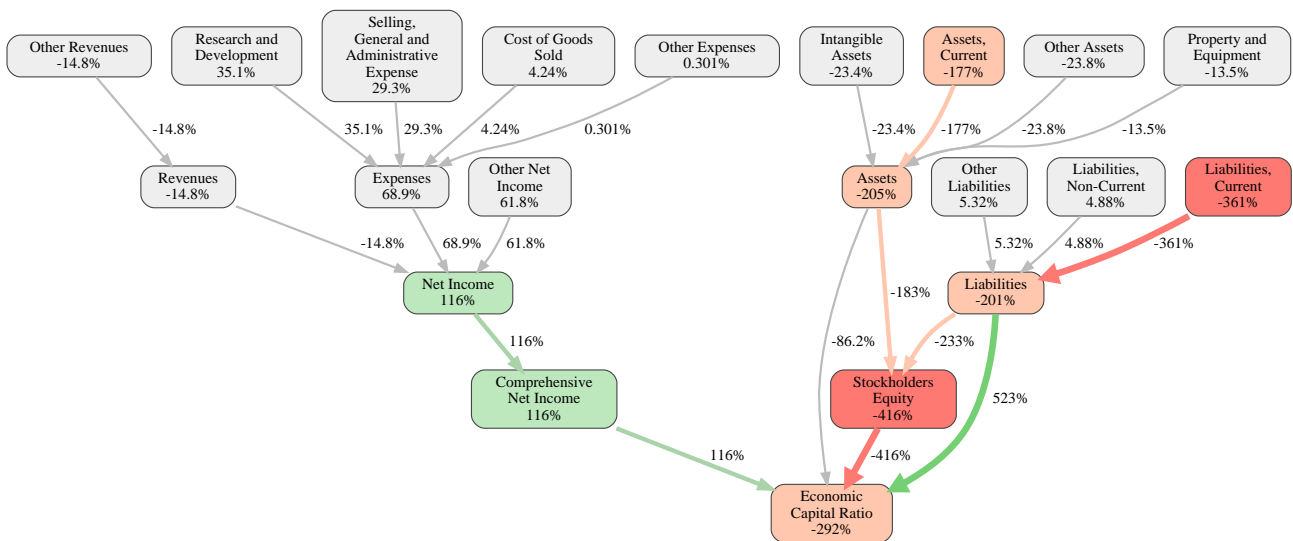 Other Revenues
-14.8%
Research and
Development
35.1%
Selling,
General and
Administrative
Expense
29.3%
Cost of Goods
Sold
4.24%
Other Expenses
0.301%
Intangible
Assets
-23.4%
Assets,
Current
-177%
Other Assets
-23.8%
Property and
Equipment
-13.5%
-14.8%
35.1%
29.3%
4.24%
0.301%
-23.4%
-177%
-23.8%
-13.5%
Revenues
-14.8%
Expenses
68.9%
Other Net
Income
61.8%
Assets
-205%
Other
Liabilities
5.32%
Liabilities,
Non-Current
4.88%
Liabilities,
Current
-361%
-14.8%
68.9%
61.8%
5.32%
4.88%
-361%
Net Income
116%
-183%
Liabilities
-201%
116%
-86.2%
-233%
Comprehensive
Net Income
116%
Stockholders
Equity
-416%
523%
116%
-416%
Economic
Capital Ratio
-292%